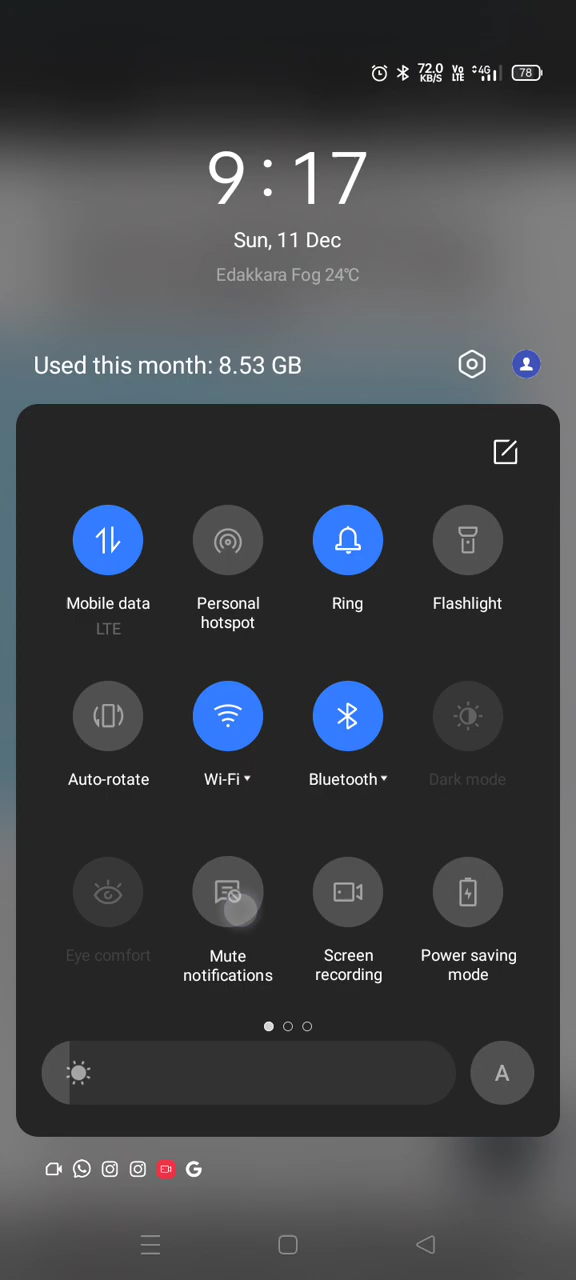 72.0
KB/S
Vo
LTE
4G
78
9:17
Sun, 11 Dec
Edakkara Fog 24°C
Used this month: 8.53 GB
Mobile data
LTE
Personal
hotspot
Ring
Flashlight
Auto-rotate
Wi-Fi
Bluetooth
Dark mode
Eye comfort
Mute
notifications
Screen
recording
Power saving
mode
A